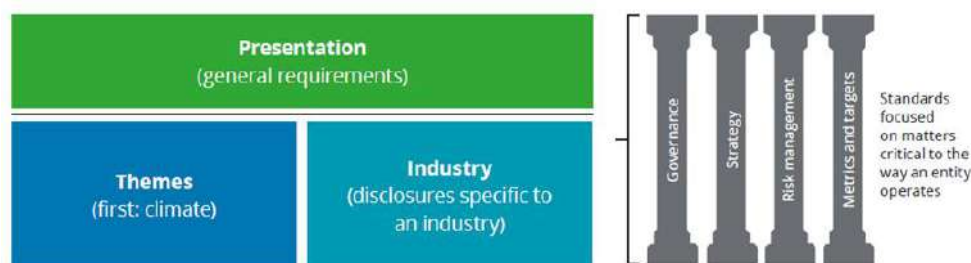 Presentation
(general requirements)
Themes
(first: climate)
Industry
(disclosures specific to
an industry)
Governance
Strategy
Risk management
Metrics and targets
Standards
focused
on matters
critical to the
way an entity
operates